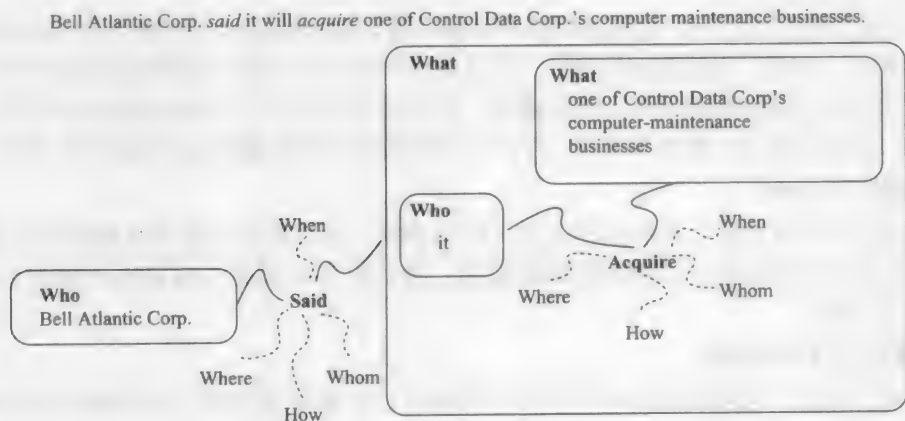 Bell Atlantic Corp. said it will acquire one of Control Data Corp.'s computer maintenance businesses.
What
What
one of Control Data Corp's
computer-maintenance
businesses
Who
it
When
When
Acquire
Where
Whom
How
Who
Bell Atlantic Corp.
Said
Where
Whom
How